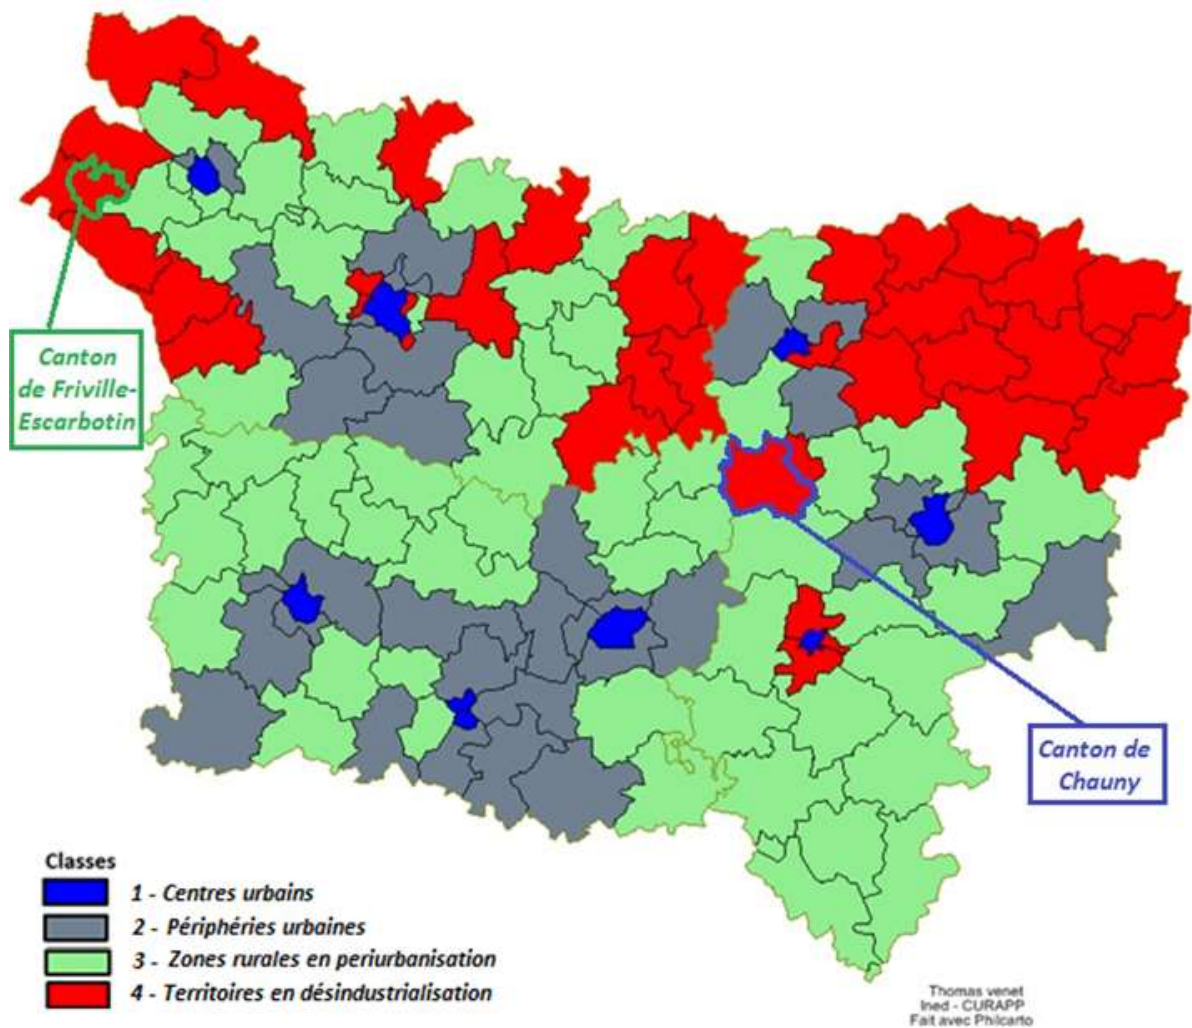 Canton
de Friville-
Escarbotin
Canton de
Chauny
Classes
1 - Centres urbains
2 - Périphéries urbaines
3 - Zones rurales en periurbanisation
4 - Territoires en désindustrialisation
Thomas venet
Ined - CURAPP
Fait avec Philcarto